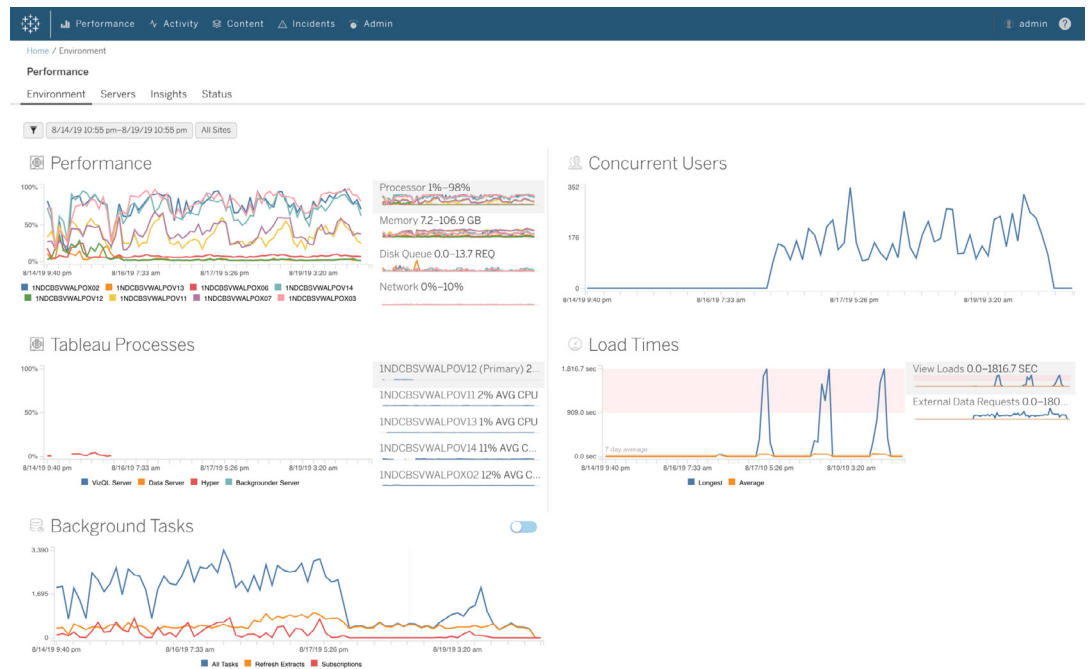 Performance Activity Content Incidents Admin admin ?
Home / Environment
Performance
Environment Servers Insights Status
8/14/19 10:55 pm–8/19/19 10:55 pm All Sites
Performance
100%
50%
0%
8/14/19 9:40 pm 8/16/19 7:33 am 8/17/19 5:26 pm 8/19/19 3:20 am
1NDCBSVWALPOX02 1NDCBSVWALPOV13 1NDCBSVWALPOX06 1NDCBSVWALPOV14
1NDCBSVWALPOV12 1NDCBSVWALPOV11 1NDCBSVWALPOX07 1NDCBSVWALPOX03
Processor 1%–98%
Memory 7.2–106.9 GB
Disk Queue 0.0–13.7 REQ
Network 0%–10%
Concurrent Users
352
176
0
8/14/19 9:40 pm 8/16/19 7:33 am 8/17/19 5:26 pm 8/19/19 3:20 am
Tableau Processes
100%
50%
0%
8/14/19 9:40 pm 8/16/19 7:33 am 8/17/19 5:26 pm 8/19/19 3:20 am
VizQL Server Data Server Hyper Backgrounder Server
1NDCBSVWALPOV12 (Primary) 2...
1NDCBSVWALPOV11 2% AVG CPU
1NDCBSVWALPOV13 1% AVG CPU
1NDCBSVWALPOV14 11% AVG C...
1NDCBSVWALPOX02 12% AVG C...
Load Times
1,816.7 sec
909.0 sec
0.0 sec
7 day average
8/14/19 9:40 pm 8/16/19 7:33 am 8/17/19 5:26 pm 8/19/19 3:20 am
Longest Average
View Loads 0.0–1816.7 SEC
External Data Requests 0.0–180...
Background Tasks
3,390
1,695
0
8/14/19 9:40 pm 8/16/19 7:33 am 8/17/19 5:26 pm 8/19/19 3:20 am
All Tasks Refresh Extracts Subscriptions